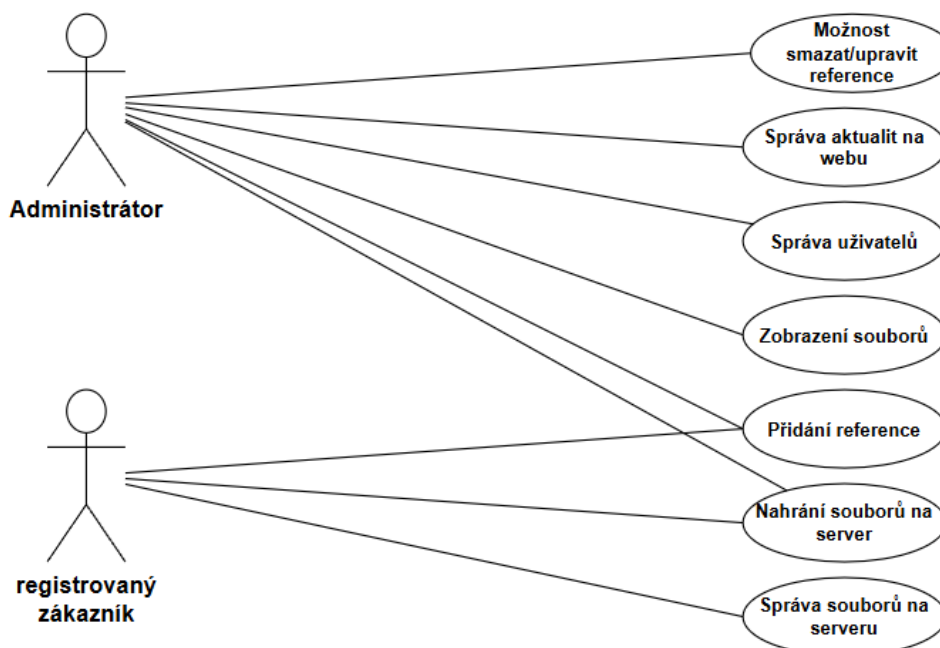 Možnost
smazat/upravit
reference
Správa aktualit na
webu
Administrátor
Správa uživatelů
Zobrazení souborů
Přidání reference
Nahrání souborů na
server
registrovaný
zákazník
Správa souborů na
serveru